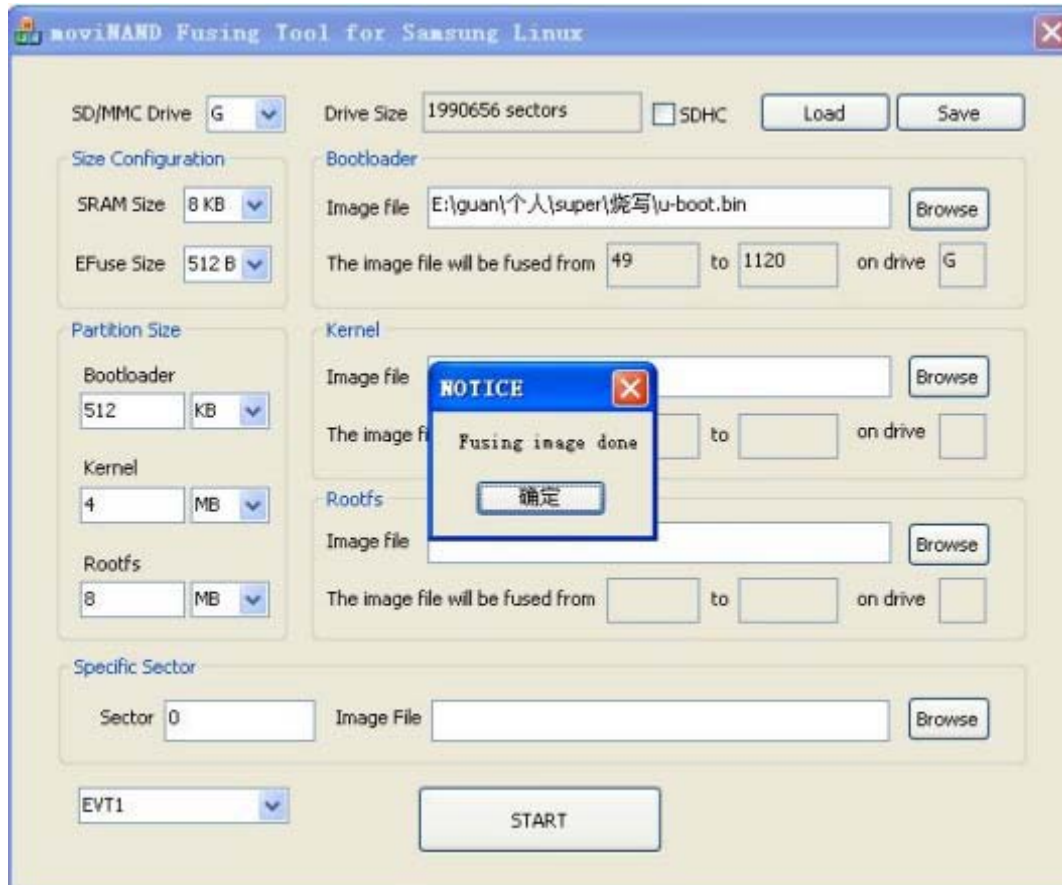 moviNAND Fusing Tool for Samsung Linux
SD/MMC Drive G Drive Size 1990656 sectors SDHC Load Save
Size Configuration
SRAM Size 8 KB
EFuse Size 512 B
Bootloader
Image file E:\guan\个人\super\烧写\u-boot.bin Browse
The image file will be fused from 49 to 1120 on drive G
Partition Size
Bootloader
512 KB
Kernel
4 MB
Rootfs
8 MB
Kernel
Image file Browse
The image fi to on drive
NOTICE
Fusing image done
确定
Rootfs
Image file Browse
The image file will be fused from to on drive
Specific Sector
Sector 0 Image File Browse
EVT1 START